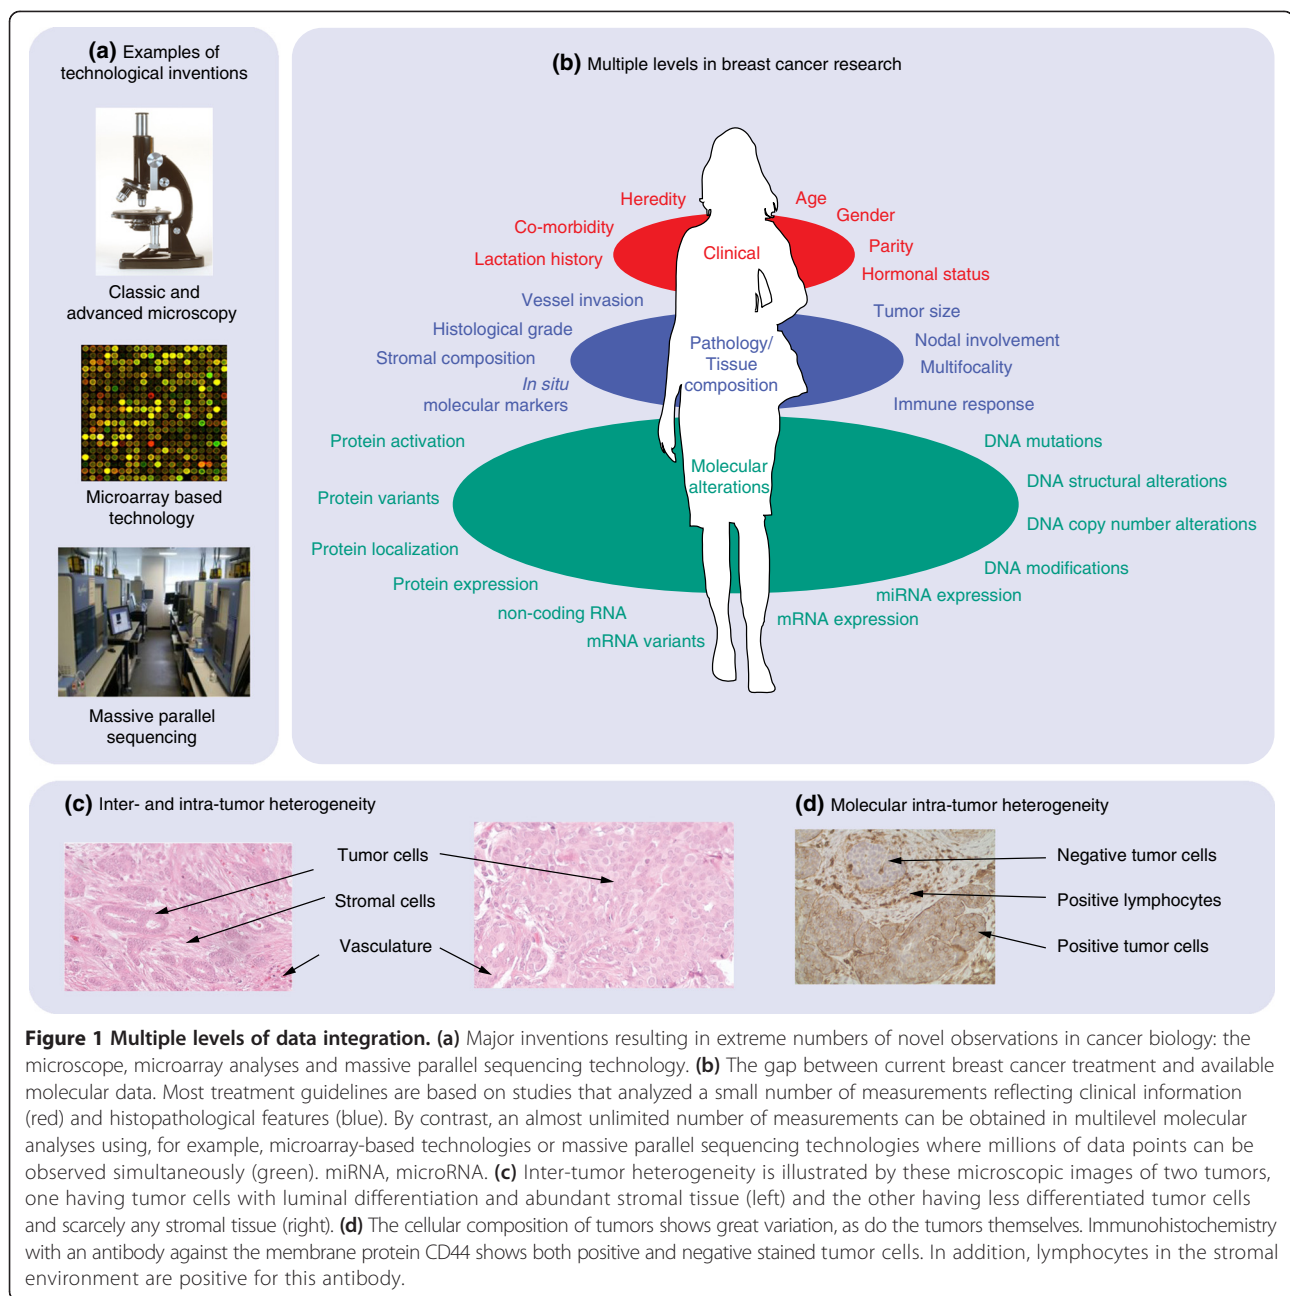 (a) Examples of
technological inventions
Classic and
advanced microscopy
Microarray based
technology
Massive parallel
sequencing
(b) Multiple levels in breast cancer research
Heredity
Co-morbidity
Lactation history
Age
Gender
Parity
Hormonal status
Clinical
Vessel invasion
Histological grade
Stromal composition
In situ
molecular markers
Tumor size
Nodal involvement
Multifocality
Immune response
Pathology/
Tissue
composition
Protein activation
Protein variants
Protein localization
Protein expression
non-coding RNA
mRNA variants
DNA mutations
DNA structural alterations
DNA copy number alterations
DNA modifications
miRNA expression
mRNA expression
Molecular
alterations
(c) Inter- and intra-tumor heterogeneity
Tumor cells
Stromal cells
Vasculature
(d) Molecular intra-tumor heterogeneity
Negative tumor cells
Positive lymphocytes
Positive tumor cells
Figure 1 Multiple levels of data integration. (a) Major inventions resulting in extreme numbers of novel observations in cancer biology: the
microscope, microarray analyses and massive parallel sequencing technology. (b) The gap between current breast cancer treatment and available
molecular data. Most treatment guidelines are based on studies that analyzed a small number of measurements reflecting clinical information
(red) and histopathological features (blue). By contrast, an almost unlimited number of measurements can be obtained in multilevel molecular
analyses using, for example, microarray-based technologies or massive parallel sequencing technologies where millions of data points can be
observed simultaneously (green). miRNA, microRNA. (c) Inter-tumor heterogeneity is illustrated by these microscopic images of two tumors,
one having tumor cells with luminal differentiation and abundant stromal tissue (left) and the other having less differentiated tumor cells
and scarcely any stromal tissue (right). (d) The cellular composition of tumors shows great variation, as do the tumors themselves. Immunohistochemistry
with an antibody against the membrane protein CD44 shows both positive and negative stained tumor cells. In addition, lymphocytes in the stromal
environment are positive for this antibody.